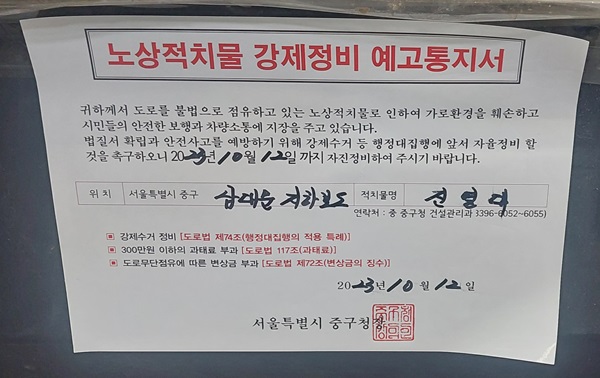 노상적치물 강제정비 예고통지서
귀하께서 도로를 불법으로 점유하고 있는 노상적치물로 인하여 가로환경을 훼손하고
시민들의 안전한 보행과 차량소통에 지장을 주고 있습니다.
법질서 확립과 안전사고를 예방하기 위해 강제수거 등 행정대집행에 앞서 자율정비 할
것을 촉구하오니 2023년 10월 12일 까지 자진정비하여 주시기 바랍니다.
위 치 서울특별시 중구 남대문 지하보도 적치물명 진열대
연락처 : 중구청 건설관리과 3396-6052~6055)
▣ 강제수거 정비 [도로법 제74조(행정대집행의 적용 특례)]
▣ 300만원 이하의 과태료 부과 [도로법 117조(과태료)]
▣ 도로무단점유에 따른 변상금 부과 [도로법 제72조(변상금의 징수)]
2023년 10월 12일
서울특별시 중구청장